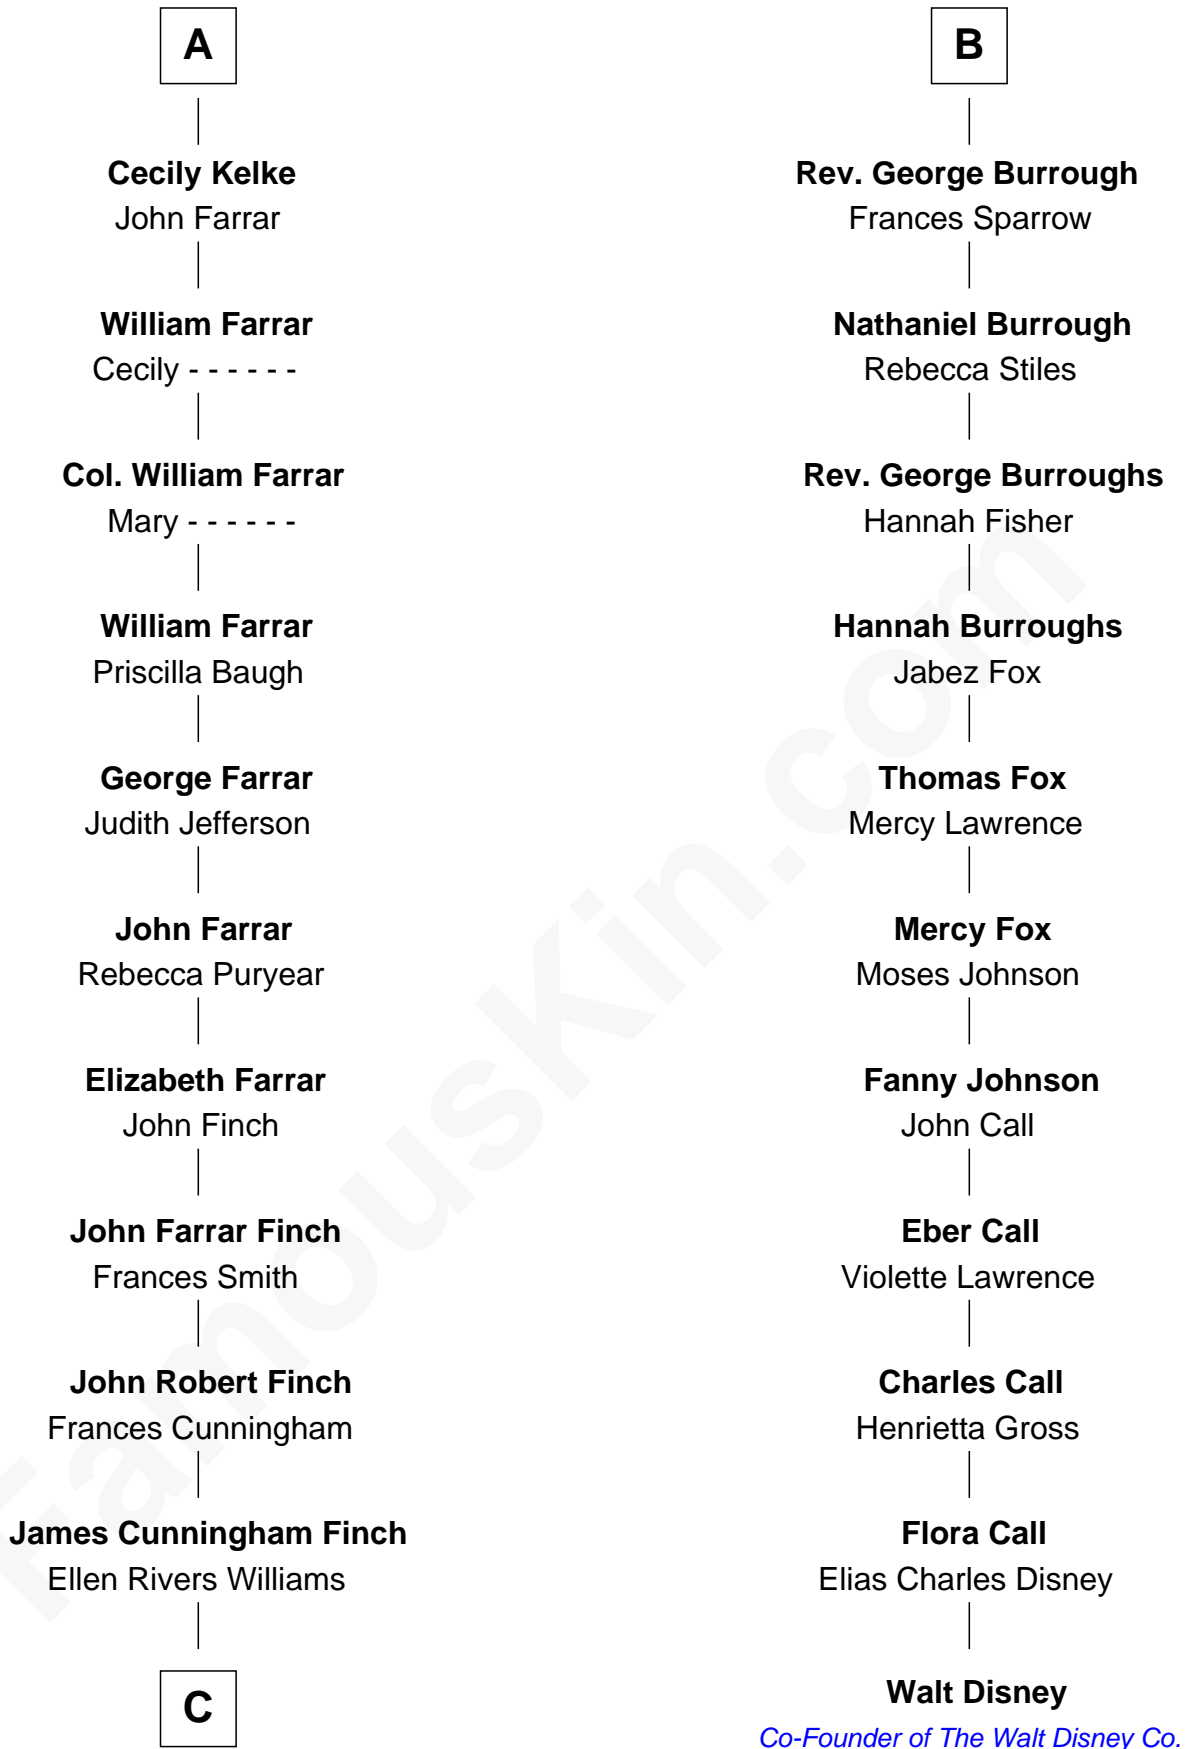 A
Cecily Kelke
John Farrar
William Farrar
Cecily - - - - - -
Col. William Farrar
Mary - - - - - -
William Farrar
Priscilla Baugh
George Farrar
Judith Jefferson
John Farrar
Rebecca Puryear
Elizabeth Farrar
John Finch
John Farrar Finch
Frances Smith
John Robert Finch
Frances Cunningham
James Cunningham Finch
Ellen Rivers Williams
C
B
Rev. George Burrough
Frances Sparrow
Nathaniel Burrough
Rebecca Stiles
Rev. George Burroughs
Hannah Fisher
Hannah Burroughs
Jabez Fox
Thomas Fox
Mercy Lawrence
Mercy Fox
Moses Johnson
Fanny Johnson
John Call
Eber Call
Violette Lawrence
Charles Call
Henrietta Gross
Flora Call
Elias Charles Disney
Walt Disney
Co-Founder of The Walt Disney Co.
FamousKin.com